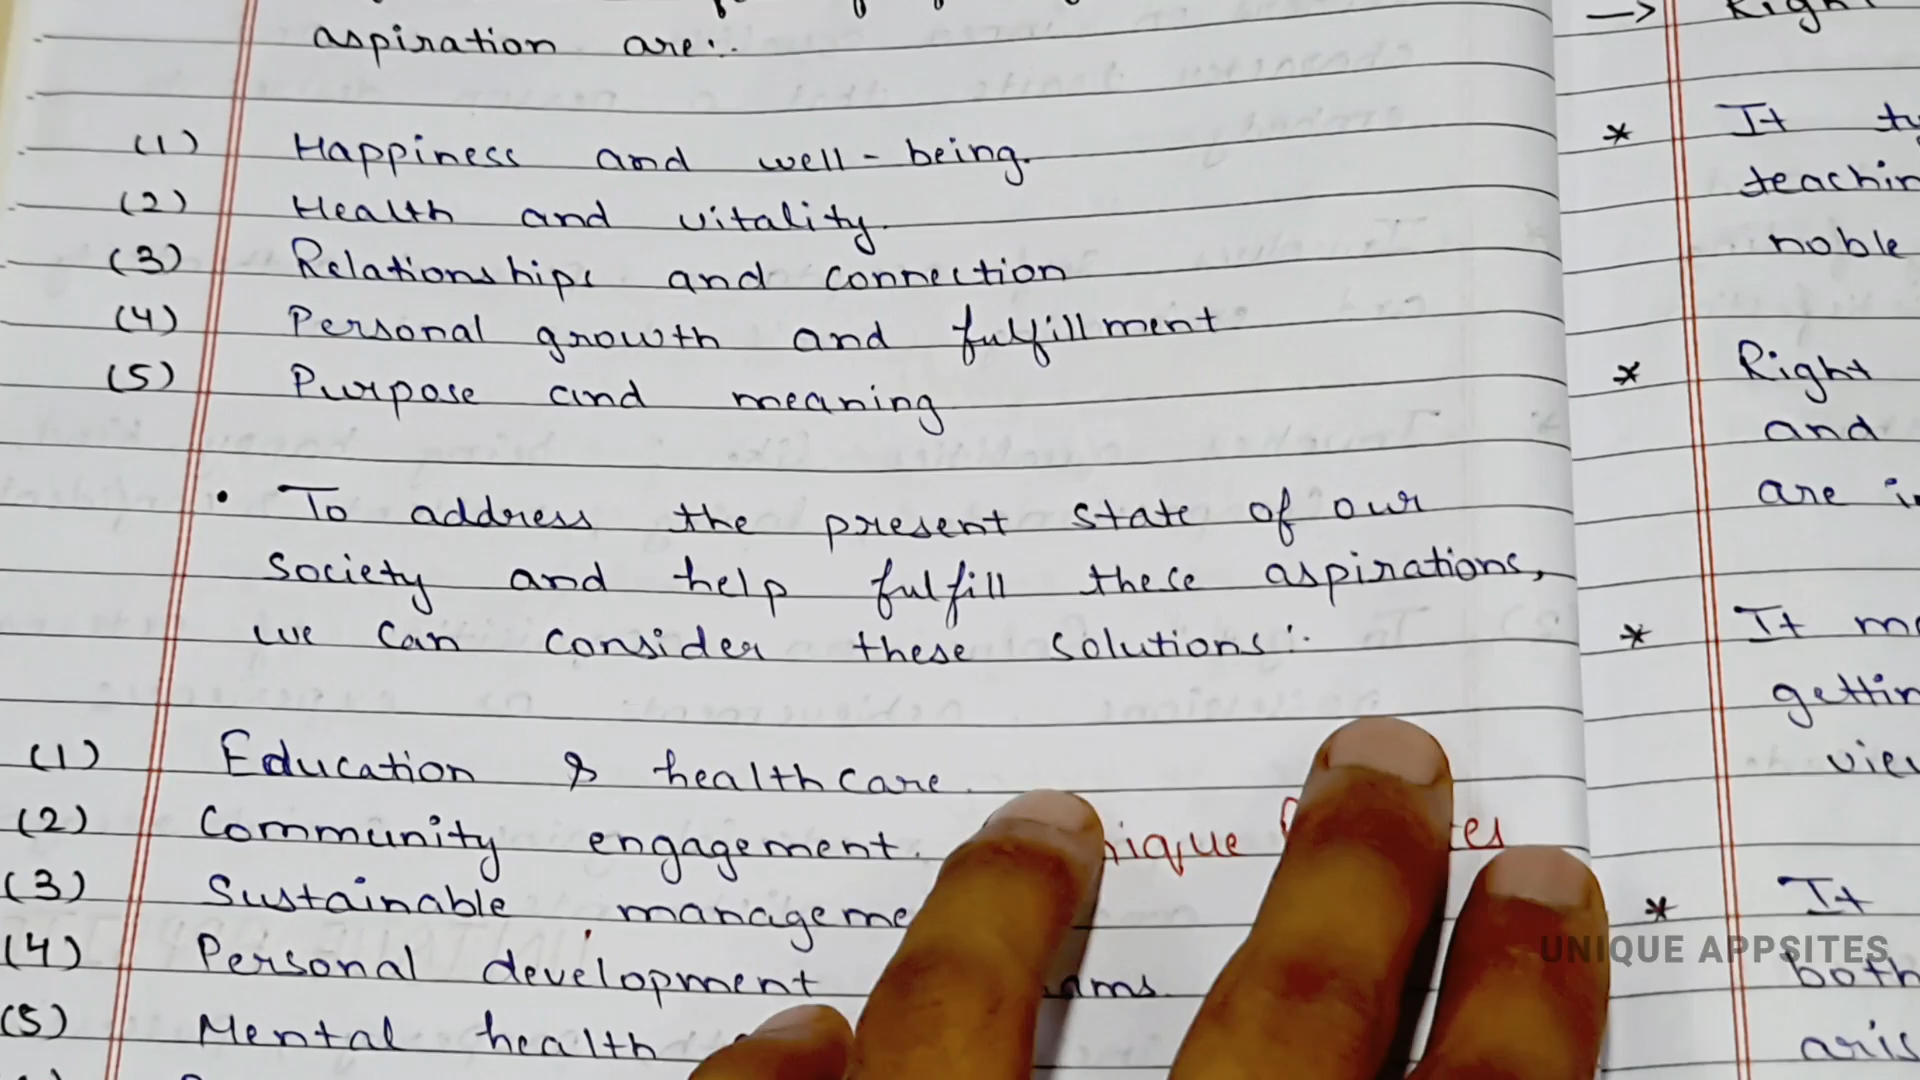 aspiration are:.
(1) Happiness and well-being.
(2) Health and vitality.
(3) Relationships and connection
(4) Personal growth and fulfillment
(5) Purpose and meaning
• To address the present state of our
society and help fulfill these aspirations,
we can consider these solutions:.
(1) Education & healthcare.
(2) Community engagement.
(3) Sustainable
(4) Personal development
(5) Mental health
→ Right
* It
noble
* Right
and
are
* It
* It
both
UNIQUE APPSITES